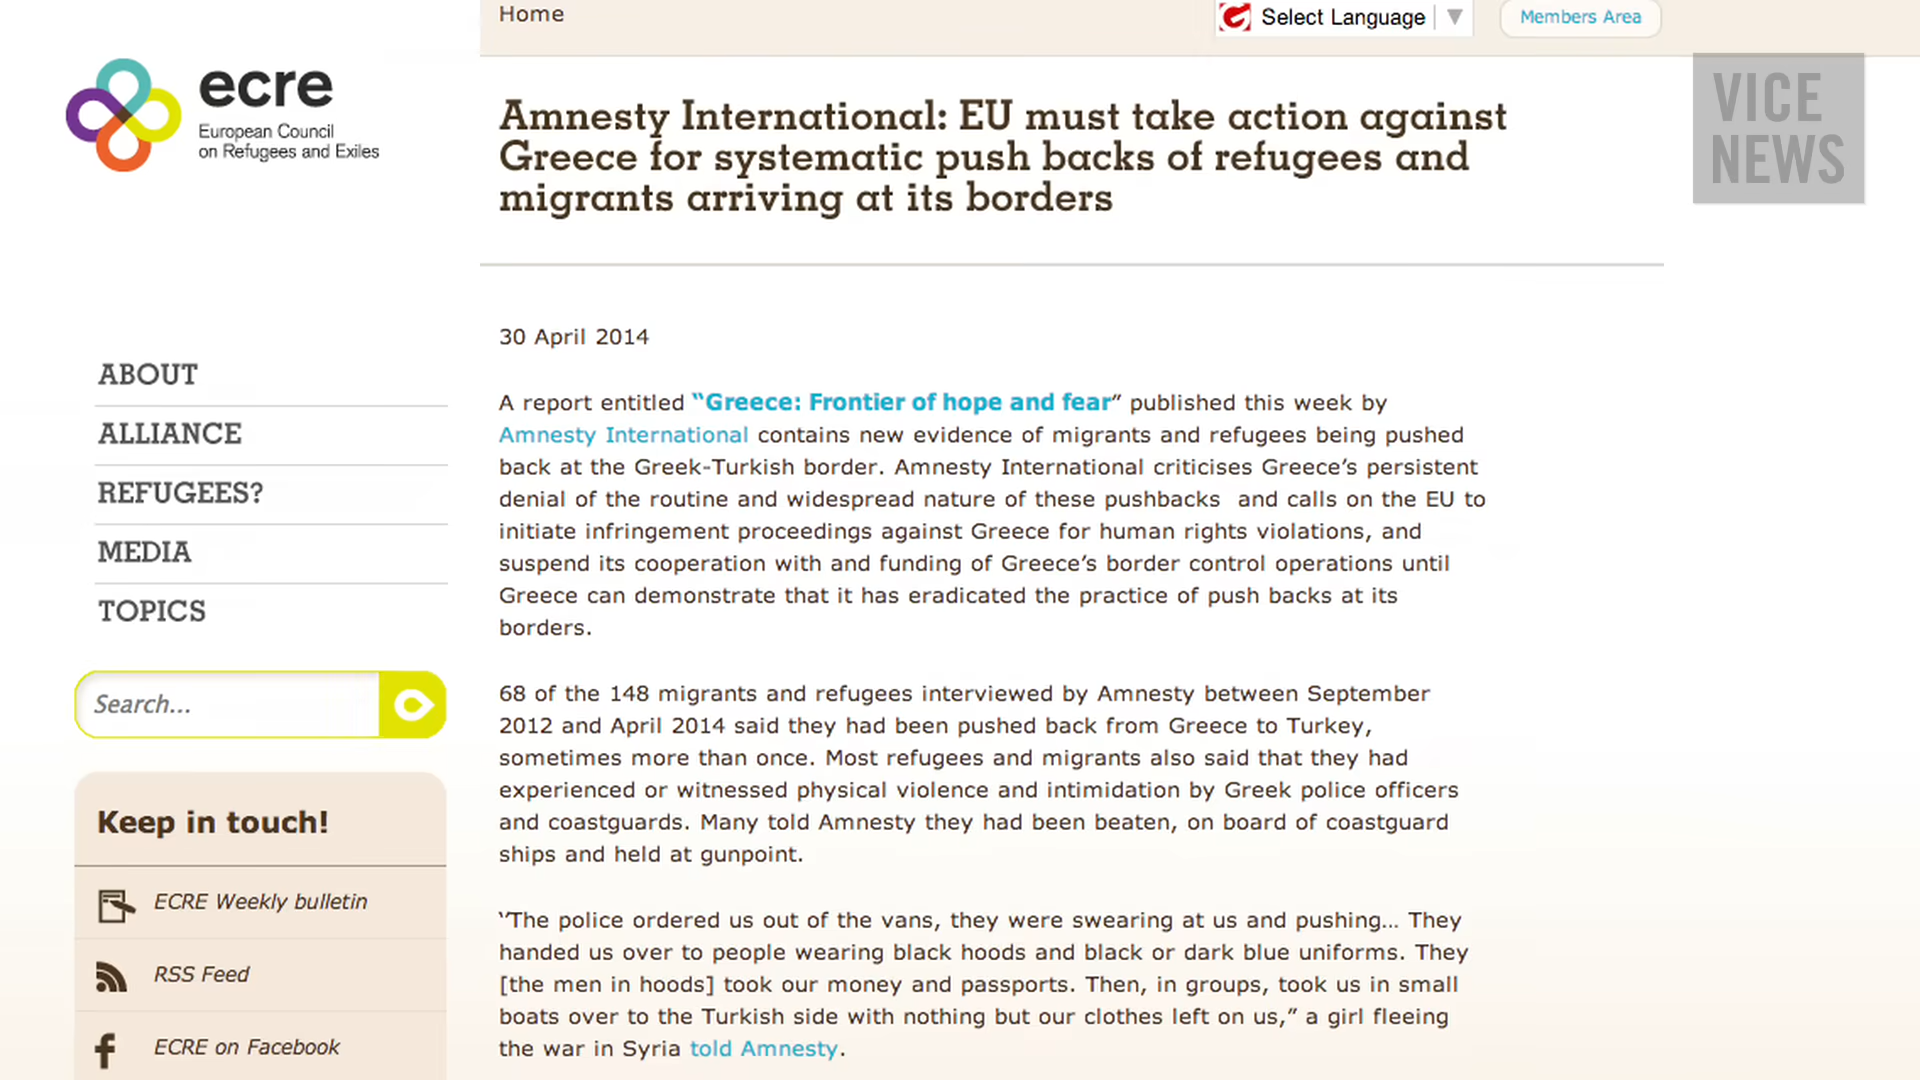 Home
Select Language
Members Area
VICE
NEWS
ecre
European Council
on Refugees and Exiles
Amnesty International: EU must take action against
Greece for systematic push backs of refugees and
migrants arriving at its borders
ABOUT
ALLIANCE
REFUGEES?
MEDIA
TOPICS
Search...
Keep in touch!
ECRE Weekly bulletin
RSS Feed
ECRE on Facebook
30 April 2014
A report entitled “Greece: Frontier of hope and fear” published this week by
Amnesty International contains new evidence of migrants and refugees being pushed
back at the Greek-Turkish border. Amnesty International criticises Greece’s persistent
denial of the routine and widespread nature of these pushbacks  and calls on the EU to
initiate infringement proceedings against Greece for human rights violations, and
suspend its cooperation with and funding of Greece’s border control operations until
Greece can demonstrate that it has eradicated the practice of push backs at its
borders.
68 of the 148 migrants and refugees interviewed by Amnesty between September
2012 and April 2014 said they had been pushed back from Greece to Turkey,
sometimes more than once. Most refugees and migrants also said that they had
experienced or witnessed physical violence and intimidation by Greek police officers
and coastguards. Many told Amnesty they had been beaten, on board of coastguard
ships and held at gunpoint.
“The police ordered us out of the vans, they were swearing at us and pushing… They
handed us over to people wearing black hoods and black or dark blue uniforms. They
[the men in hoods] took our money and passports. Then, in groups, took us in small
boats over to the Turkish side with nothing but our clothes left on us,” a girl fleeing
the war in Syria told Amnesty.